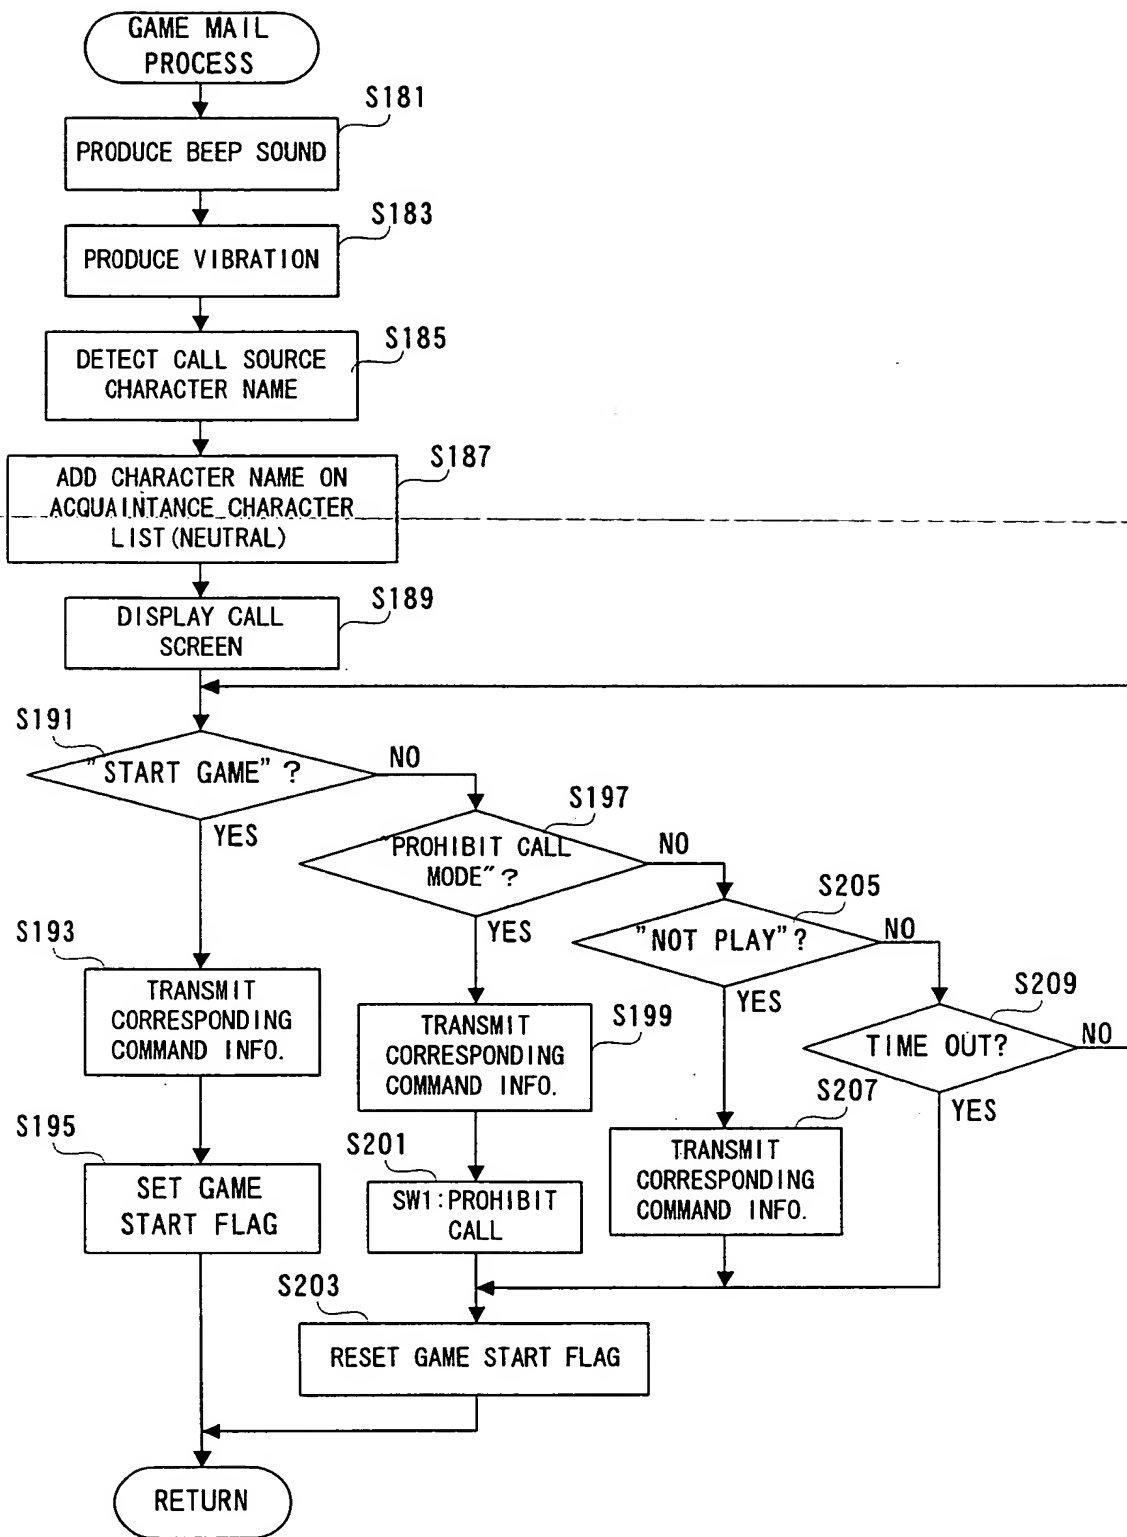 GAME MAIL
PROCESS
S181
PRODUCE BEEP SOUND
S183
PRODUCE VIBRATION
S185
DETECT CALL SOURCE
CHARACTER NAME
S187
ADD CHARACTER NAME ON
ACQUAINTANCE CHARACTER
LIST(NEUTRAL)
S189
DISPLAY CALL
SCREEN
S191
"START GAME"?
NO
YES
S197
"PROHIBIT CALL
MODE"?
NO
YES
S205
"NOT PLAY"?
NO
YES
S209
TIME OUT?
NO
YES
S193
TRANSMIT
CORRESPONDING
COMMAND INFO.
S199
TRANSMIT
CORRESPONDING
COMMAND INFO.
S207
TRANSMIT
CORRESPONDING
COMMAND INFO.
S195
SET GAME
START FLAG
S201
SW1:PROHIBIT
CALL
S203
RESET GAME START FLAG
RETURN